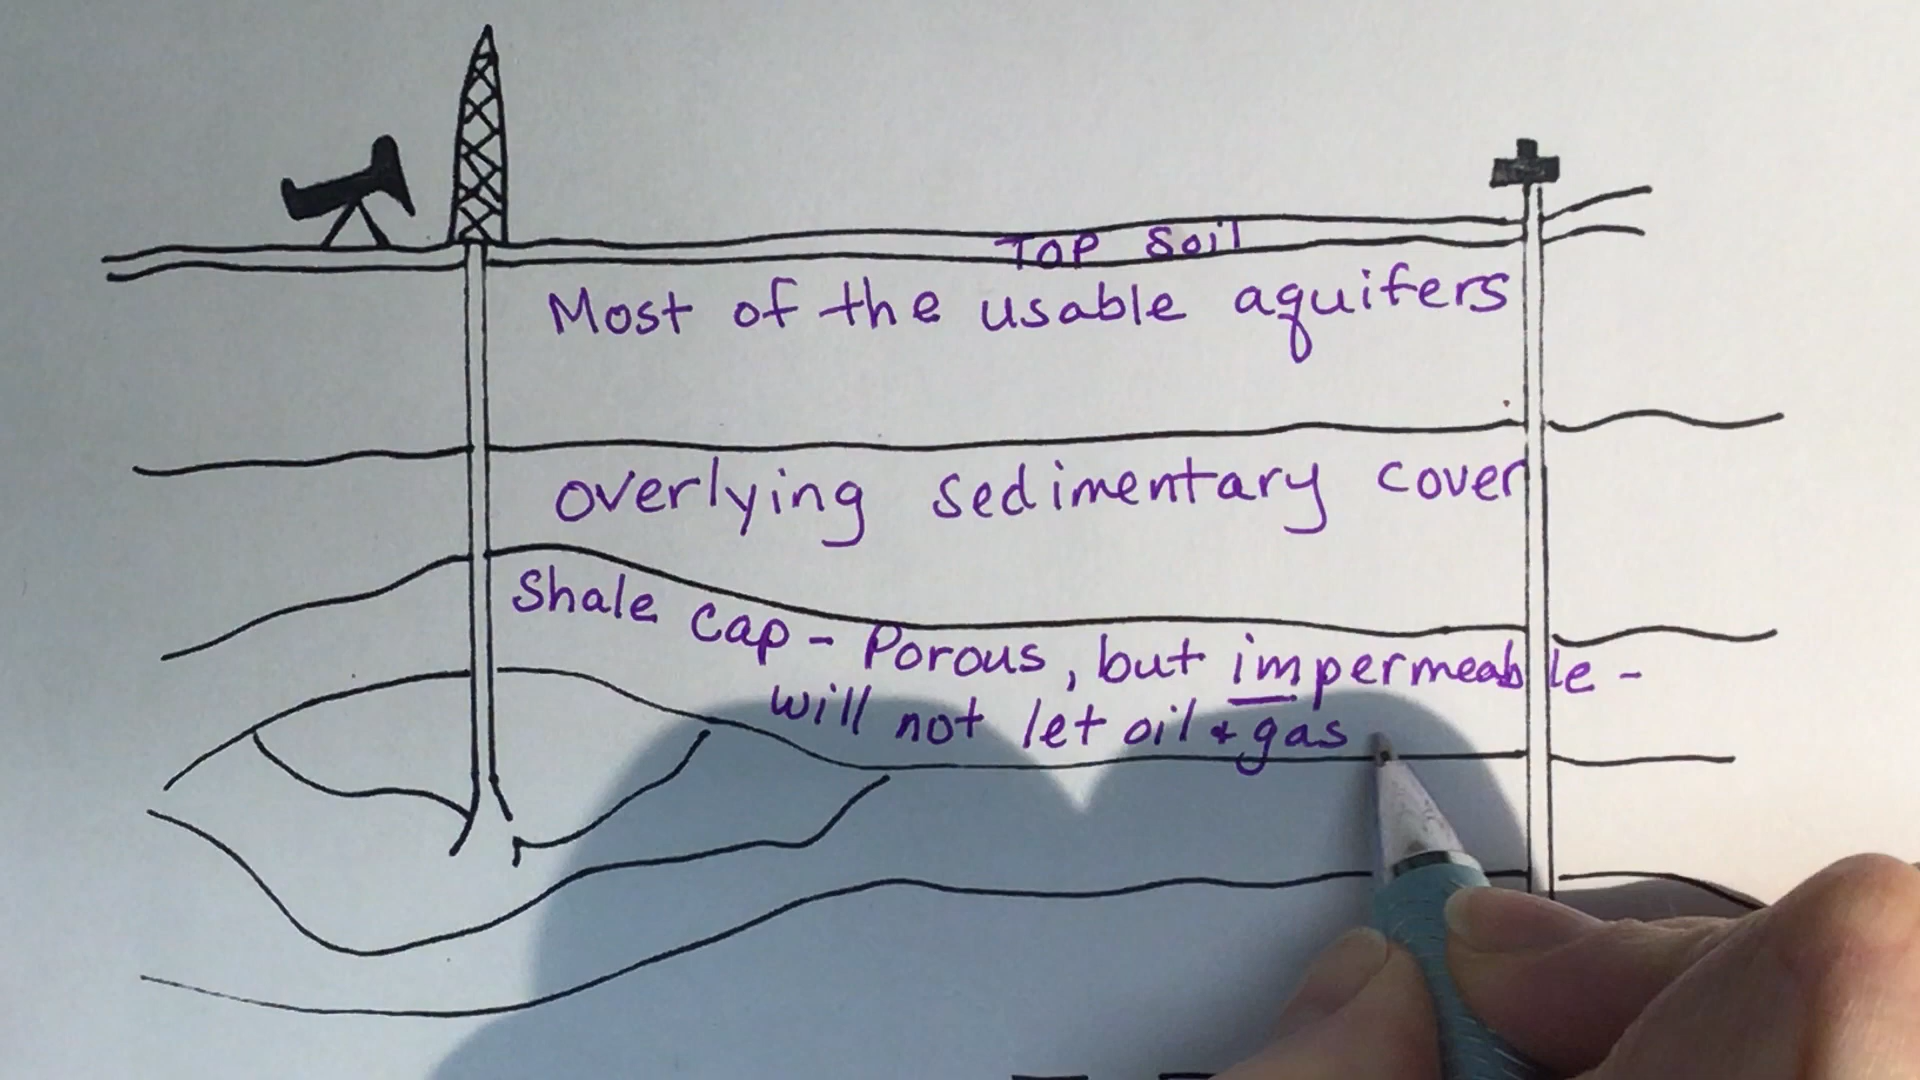 TOP Soil
Most of the usable aquifers
overlying sedimentary cover
Shale Cap - Porous, but impermeable -
will not let oil & gas